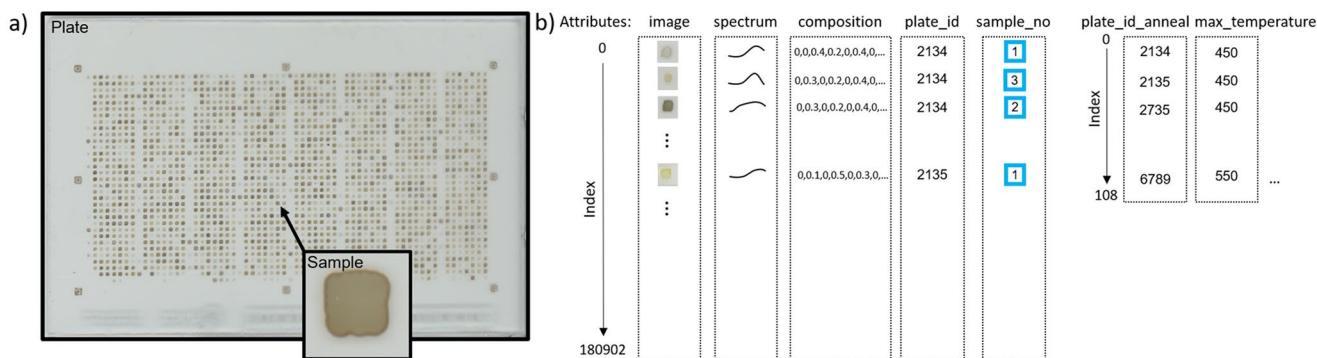 a)
Plate
Sample
b)
Attributes: image spectrum composition plate_id sample_no plate_id_anneal max_temperature
0 0,0,0.4,0.2,0,0.4,0,... 2134 1 0 2134 450
0,0.3,0,0.2,0,0.4,0,... 2134 3 2135 450
0,0.3,0,0.2,0,0.4,0,... 2134 2 2735 450
⋮ ⋮
0,0.1,0,0.5,0,0.3,0,... 2135 1 6789 550 ...
108
⋮
Index
Index
180902